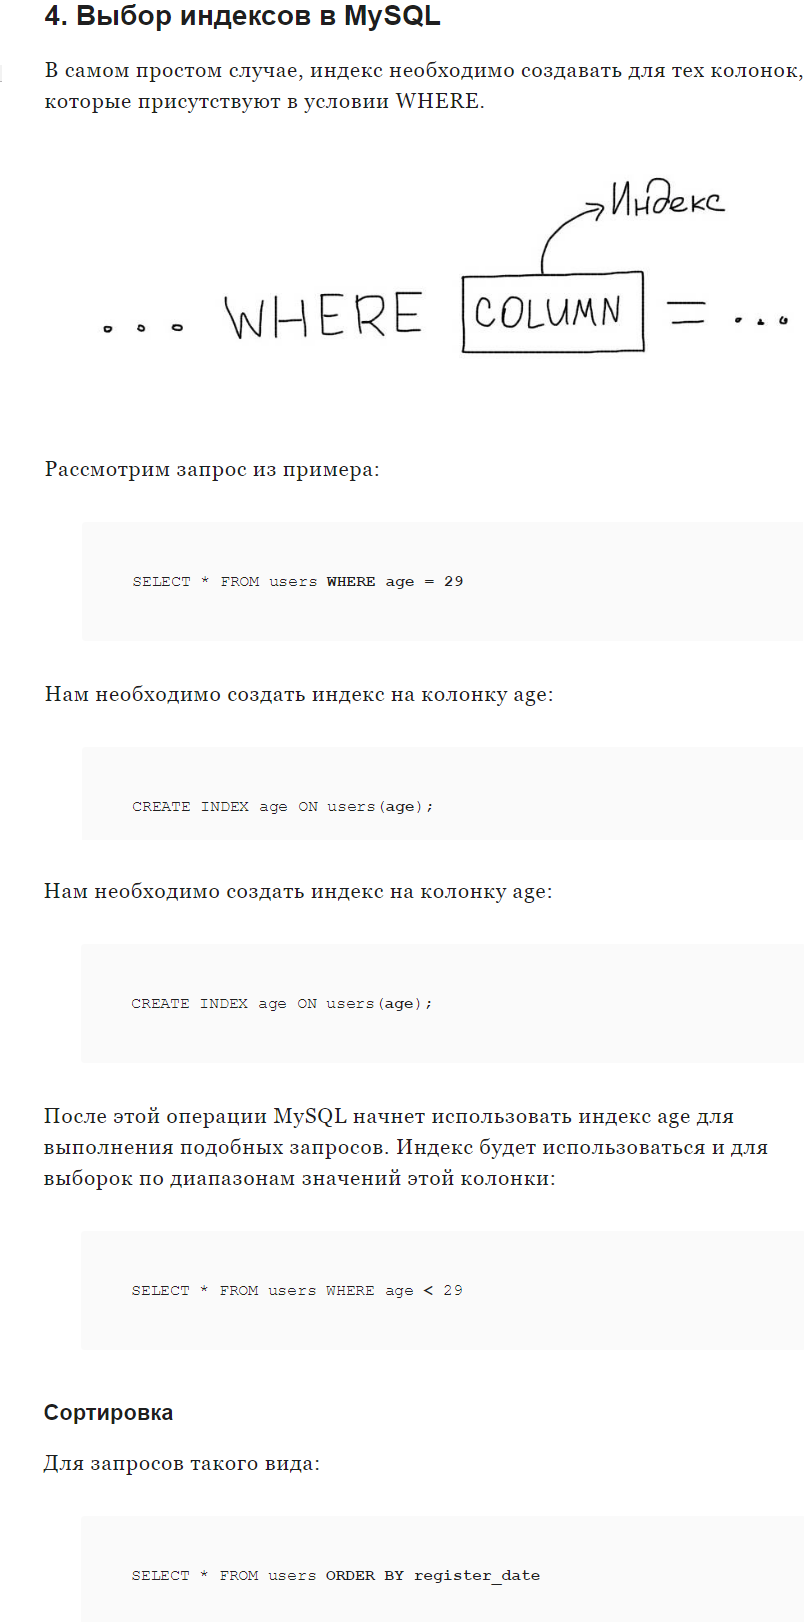 4. Выбор индексов в MySQL
В самом простом случае, индекс необходимо создавать для тех колонок,
которые присутствуют в условии WHERE.
Индекс
... WHERE COLUMN = ...
Рассмотрим запрос из примера:
SELECT * FROM users WHERE age = 29
Нам необходимо создать индекс на колонку age:
CREATE INDEX age ON users(age);
Нам необходимо создать индекс на колонку age:
CREATE INDEX age ON users(age);
После этой операции MySQL начнет использовать индекс age для
выполнения подобных запросов. Индекс будет использоваться и для
выборок по диапазонам значений этой колонки:
SELECT * FROM users WHERE age < 29
Сортировка
Для запросов такого вида:
SELECT * FROM users ORDER BY register_date